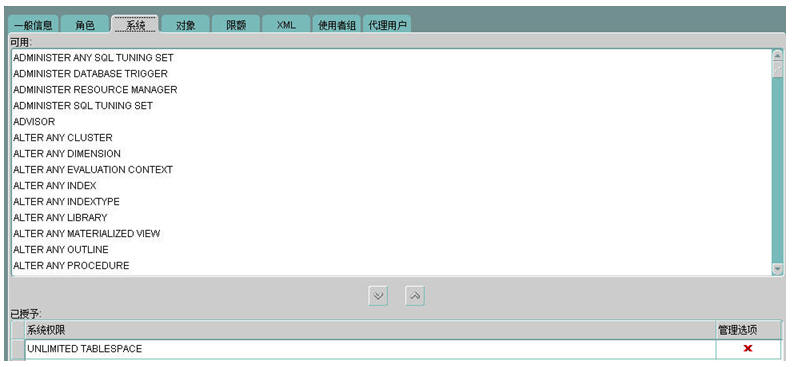 一般信息 角色 系统 对象 限额 XML 使用者组 代理用户
可用:
ADMINISTER ANY SQL TUNING SET
ADMINISTER DATABASE TRIGGER
ADMINISTER RESOURCE MANAGER
ADMINISTER SQL TUNING SET
ADVISOR
ALTER ANY CLUSTER
ALTER ANY DIMENSION
ALTER ANY EVALUATION CONTEXT
ALTER ANY INDEX
ALTER ANY INDEXTYPE
ALTER ANY LIBRARY
ALTER ANY MATERIALIZED VIEW
ALTER ANY OUTLINE
ALTER ANY PROCEDURE
已授予:
系统权限 管理选项
UNLIMITED TABLESPACE